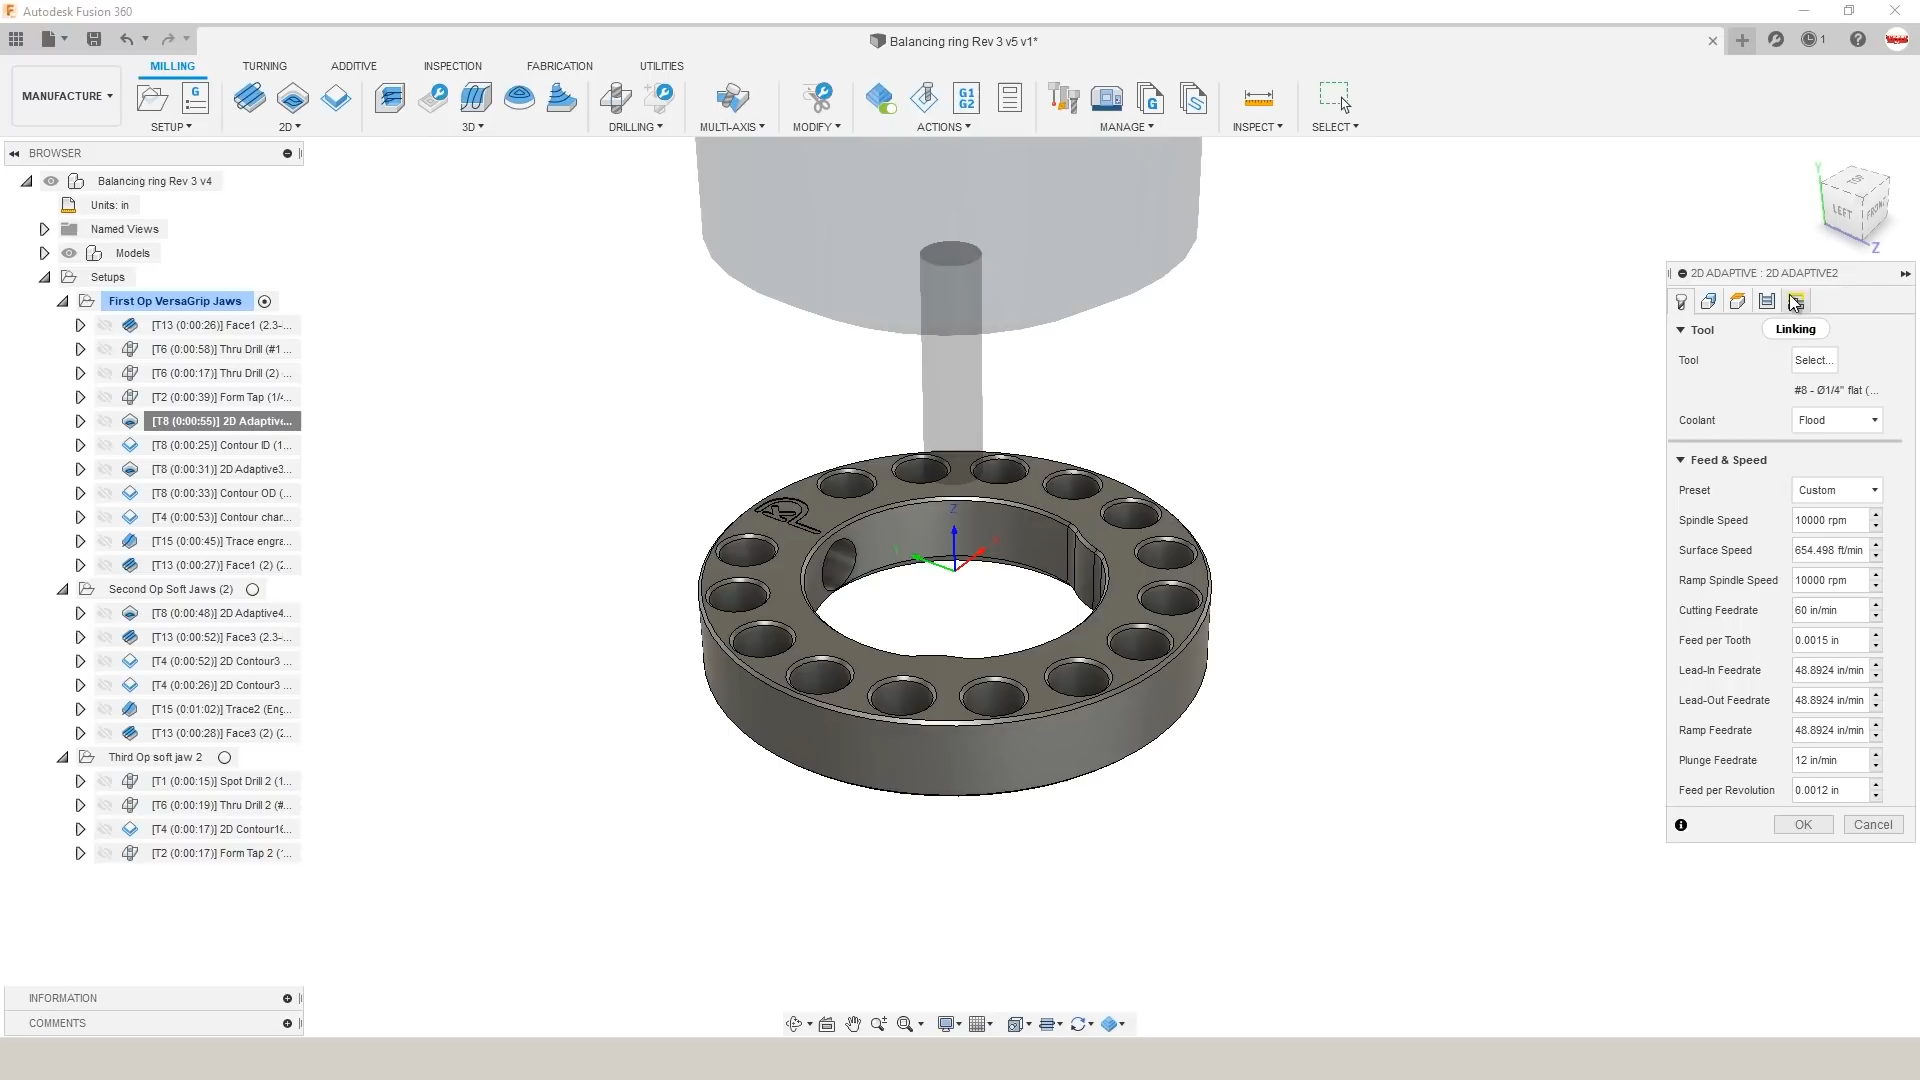 Autodesk Fusion 360
Balancing ring Rev 3 v5 v1*
1
MILLING TURNING ADDITIVE INSPECTION FABRICATION UTILITIES
MANUFACTURE
G
G1
G2
G
SETUP 2D 3D DRILLING MULTI-AXIS MODIFY ACTIONS MANAGE INSPECT SELECT
BROWSER
Balancing ring Rev 3 v4
Units: in
Named Views
Models
Setups
First Op VersaGrip Jaws
[T13 (0:00:26)] Face1 (2.3-...
[T6 (0:00:58)] Thru Drill (#1 ...
[T6 (0:00:17)] Thru Drill (2) ...
[T2 (0:00:39)] Form Tap (1/4...
[T8 (0:00:55)] 2D Adaptive...
[T8 (0:00:25)] Contour ID (1...
[T8 (0:00:31)] 2D Adaptive3...
[T8 (0:00:33)] Contour OD (...
[T4 (0:00:53)] Contour char...
[T15 (0:00:45)] Trace engra...
[T13 (0:00:27)] Face1 (2) (2...
Second Op Soft Jaws (2)
[T8 (0:00:48)] 2D Adaptive4...
[T13 (0:00:52)] Face3 (2.3-...
[T4 (0:00:52)] 2D Contour3 ...
[T4 (0:00:26)] 2D Contour3 ...
[T15 (0:01:02)] Trace2 (Eng...
[T13 (0:00:28)] Face3 (2) (2...
Third Op soft jaw 2
[T1 (0:00:15)] Spot Drill 2 (1...
[T6 (0:00:19)] Thru Drill 2 (#...
[T4 (0:00:17)] 2D Contour16...
[T2 (0:00:17)] Form Tap 2 (...
INFORMATION
COMMENTS
Z
Y
TOP
LEFT
FRONT
Z
2D ADAPTIVE : 2D ADAPTIVE2
Linking
Tool
Tool Select...
#8 - Ø1/4" flat (...
Coolant Flood
Feed & Speed
Preset Custom
Spindle Speed 10000 rpm
Surface Speed 654.498 ft/min
Ramp Spindle Speed 10000 rpm
Cutting Feedrate 60 in/min
Feed per Tooth 0.0015 in
Lead-In Feedrate 48.8924 in/min
Lead-Out Feedrate 48.8924 in/min
Ramp Feedrate 48.8924 in/min
Plunge Feedrate 12 in/min
Feed per Revolution 0.0012 in
OK Cancel